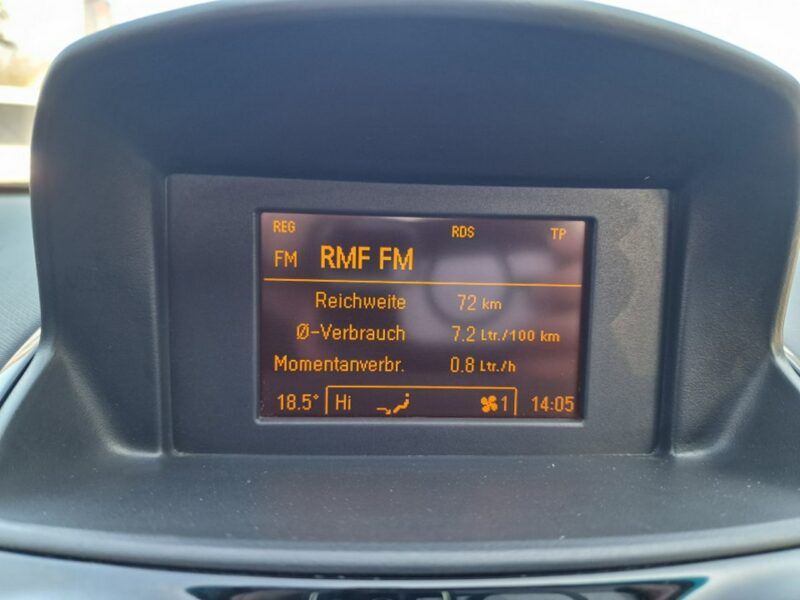 REG RDS TP
FM RMF FM
Reichweite 72 km
Ø-Verbrauch 7.2 Ltr./100 km
Momentanverbr. 0.8 Ltr./h
18.5° Hi 1 14:05